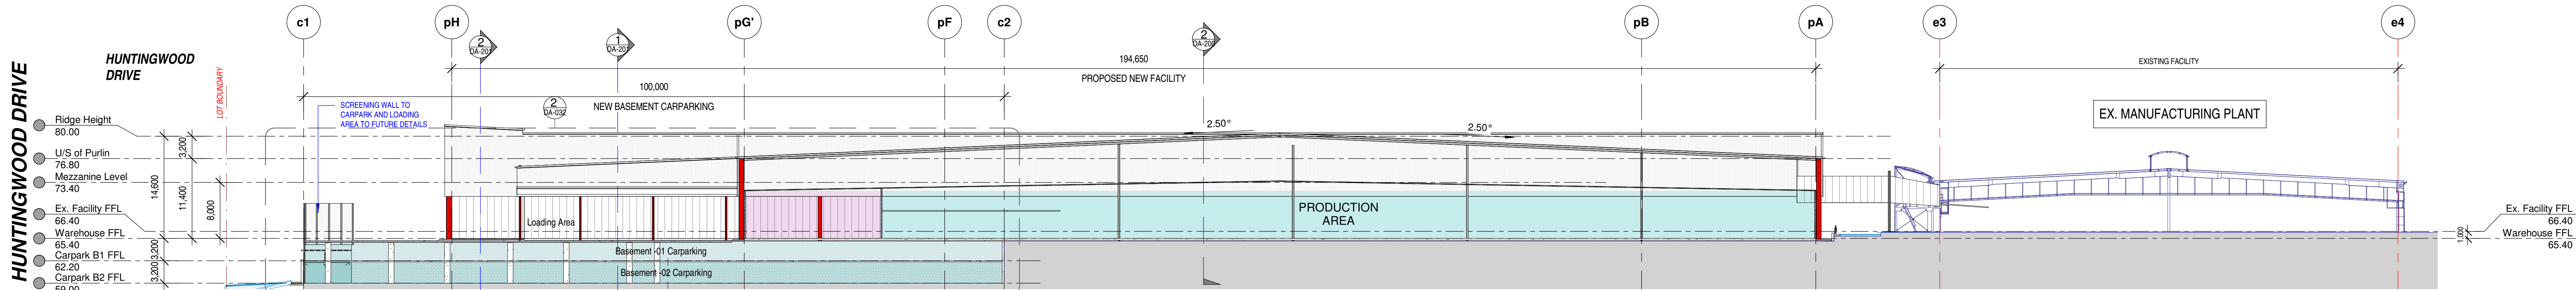 c1
pH
pG'
pF
c2
pB
pA
e3
e4
2
DA-201
1
DA-201
2
DA-200
HUNTINGWOOD DRIVE
HUNTINGWOOD
DRIVE
LOT BOUNDARY
194,650
PROPOSED NEW FACILITY
EXISTING FACILITY
100,000
NEW BASEMENT CARPARKING
2
DA-032
SCREENING WALL TO
CARPARK AND LOADING
AREA TO FUTURE DETAILS
EX. MANUFACTURING PLANT
2.50°
2.50°
Ridge Height
80.00
U/S of Purlin
76.80
Mezzanine Level
73.40
Ex. Facility FFL
66.40
Warehouse FFL
65.40
Carpark B1 FFL
62.20
Carpark B2 FFL
59.00
14,600
3,200
11,400
8,000
3,200
3,200
Loading Area
PRODUCTION
AREA
Basement -01 Carparking
Basement -02 Carparking
1,000
Ex. Facility FFL
66.40
Warehouse FFL
65.40